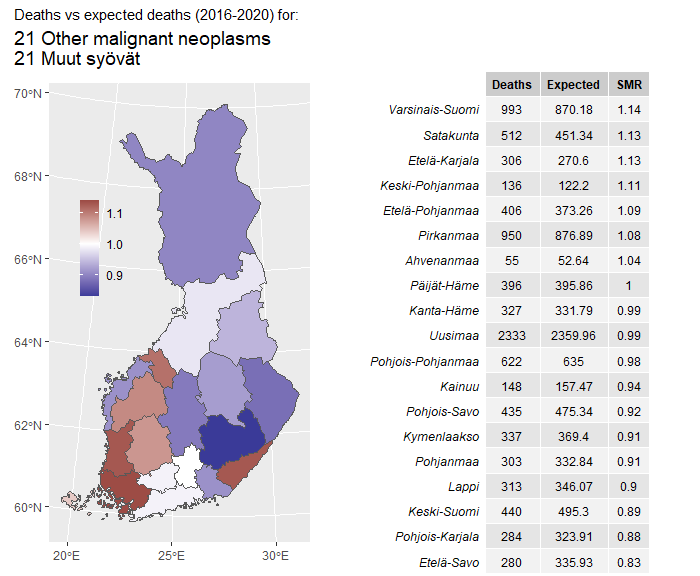 Deaths vs expected deaths (2016-2020) for:
21 Other malignant neoplasms
21 Muut syövät
70°N
68°N
66°N
64°N
62°N
60°N
20°E 25°E 30°E
1.1
1.0
0.9
Deaths Expected SMR
Varsinais-Suomi 993 870.18 1.14
Satakunta 512 451.34 1.13
Etelä-Karjala 306 270.6 1.13
Keski-Pohjanmaa 136 122.2 1.11
Etelä-Pohjanmaa 406 373.26 1.09
Pirkanmaa 950 876.89 1.08
Ahvenanmaa 55 52.64 1.04
Päijät-Häme 396 395.86 1
Kanta-Häme 327 331.79 0.99
Uusimaa 2333 2359.96 0.99
Pohjois-Pohjanmaa 622 635 0.98
Kainuu 148 157.47 0.94
Pohjois-Savo 435 475.34 0.92
Kymenlaakso 337 369.4 0.91
Pohjanmaa 303 332.84 0.91
Lappi 313 346.07 0.9
Keski-Suomi 440 495.3 0.89
Pohjois-Karjala 284 323.91 0.88
Etelä-Savo 280 335.93 0.83